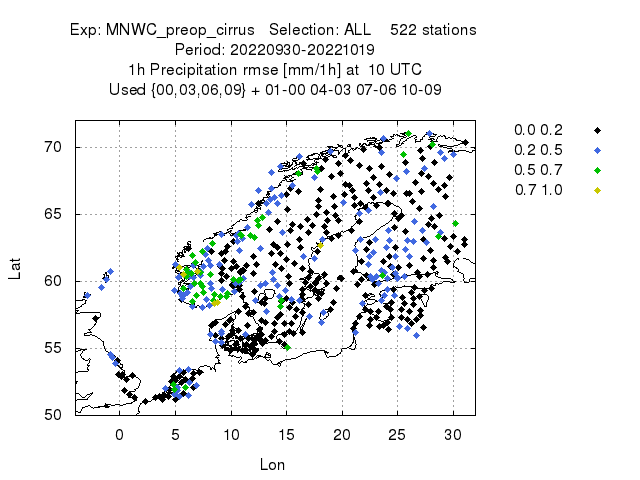 Exp: MNWC_preop_cirrus   Selection: ALL    522 stations
Period: 20220930-20221019
1h Precipitation rmse [mm/1h] at  10 UTC
Used {00,03,06,09} + 01-00 04-03 07-06 10-09
0.0 0.2
0.2 0.5
0.5 0.7
0.7 1.0
70
65
60
55
50
Lat
0 5 10 15 20 25 30
Lon